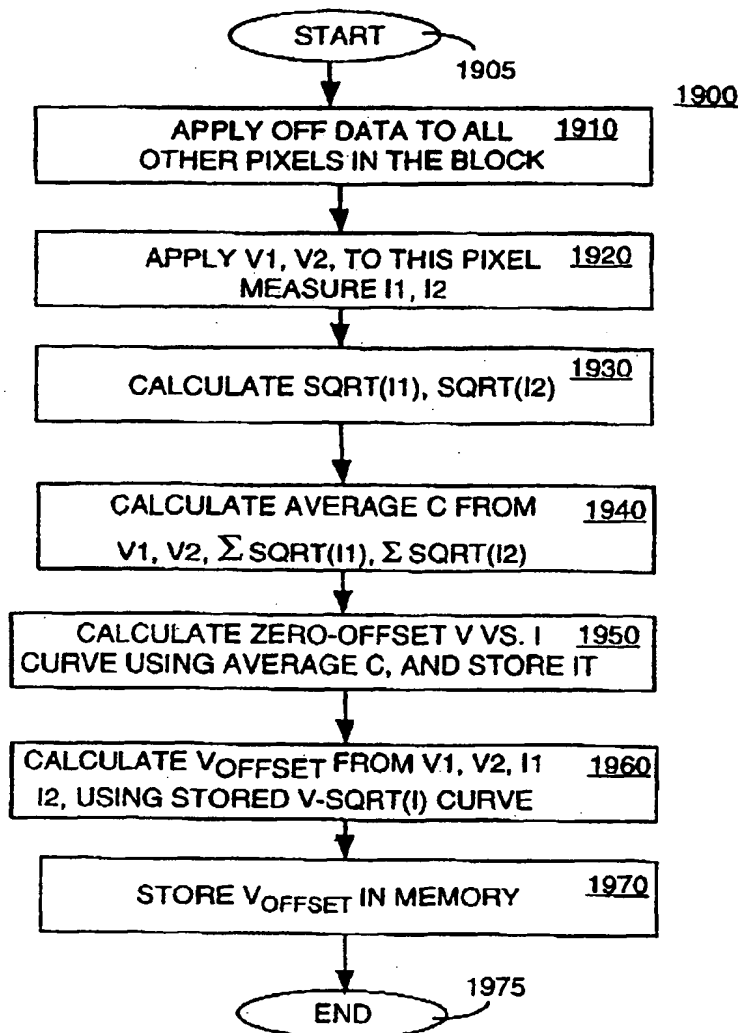 START
1905
1900
APPLY OFF DATA TO ALL 1910
OTHER PIXELS IN THE BLOCK
APPLY V1, V2, TO THIS PIXEL 1920
MEASURE I1, I2
CALCULATE SQRT(I1), SQRT(I2) 1930
CALCULATE AVERAGE C FROM 1940
V1, V2, Σ SQRT(I1), Σ SQRT(I2)
CALCULATE ZERO-OFFSET V VS. I 1950
CURVE USING AVERAGE C, AND STORE IT
CALCULATE VOFFSET FROM V1, V2, I1 1960
I2, USING STORED V-SQRT(I) CURVE
STORE VOFFSET IN MEMORY 1970
1975
END